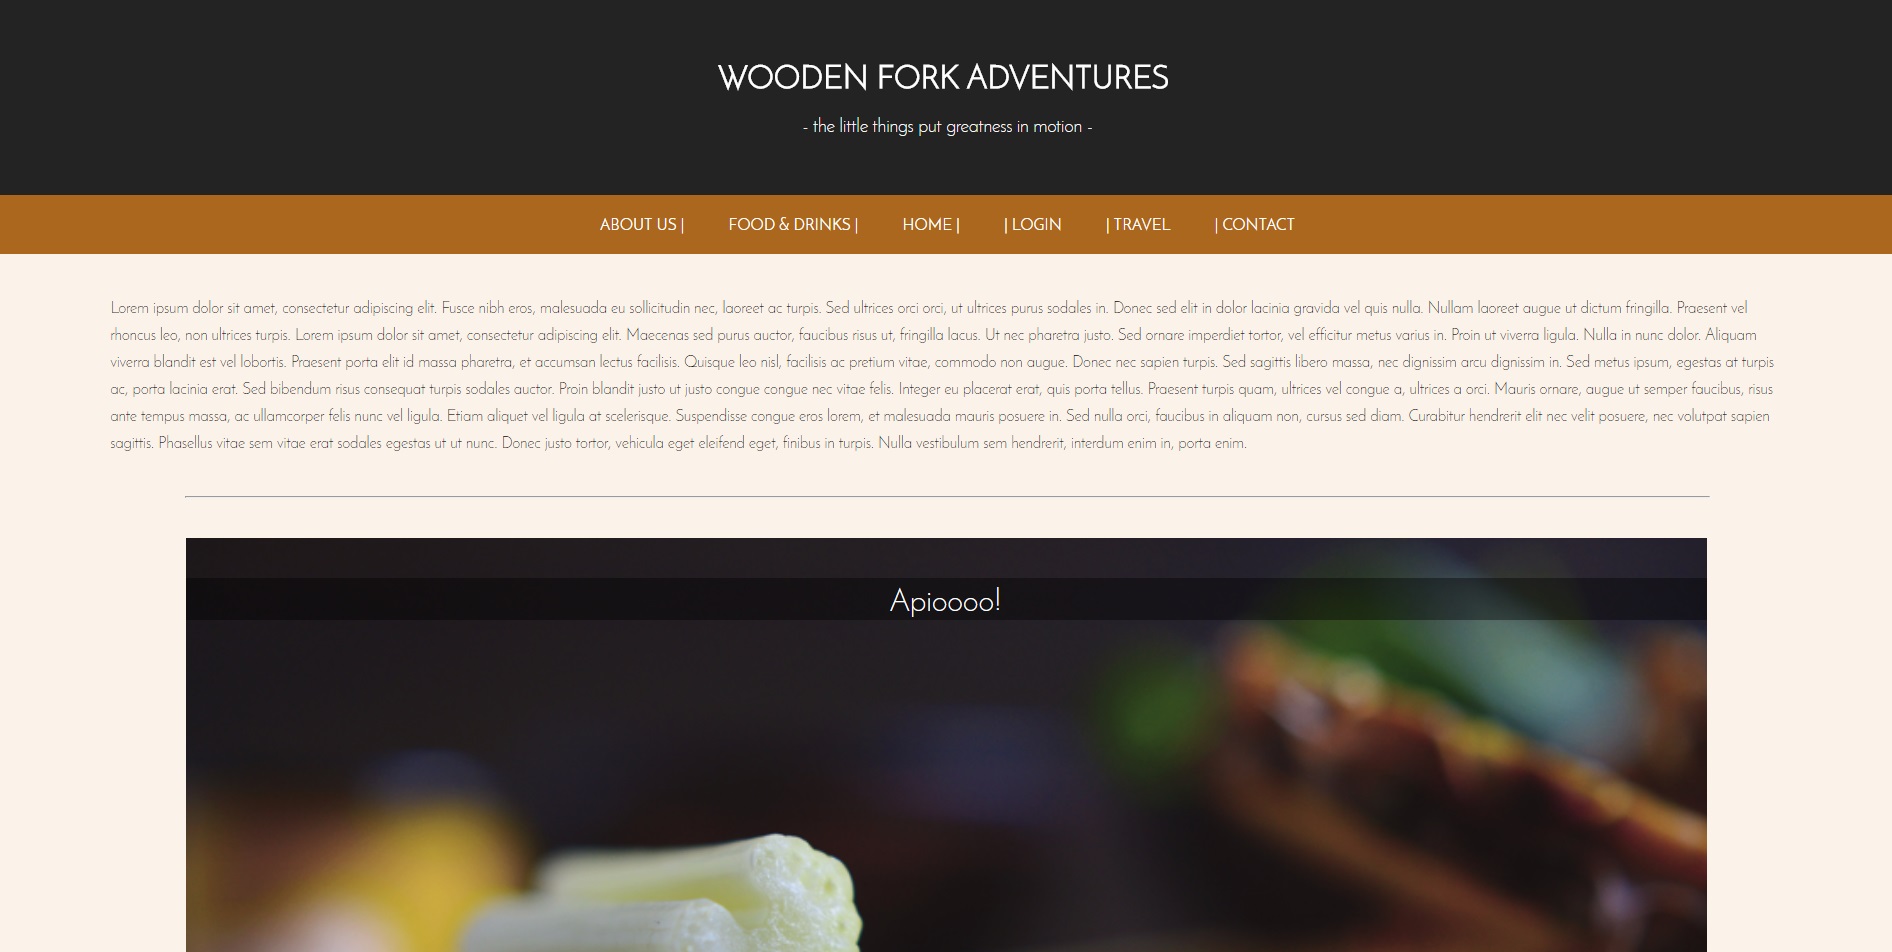 WOODEN FORK ADVENTURES
- the little things put greatness in motion -
ABOUT US | FOOD & DRINKS | HOME | | LOGIN | TRAVEL | CONTACT
Lorem ipsum dolor sit amet, consectetur adipiscing elit. Fusce nibh eros, malesuada eu sollicitudin nec, laoreet ac turpis. Sed ultrices orci orci, ut ultrices purus sodales in. Donec sed elit in dolor lacinia gravida vel quis nulla. Nullam laoreet augue ut dictum fringilla. Praesent vel
rhoncus leo, non ultrices turpis. Lorem ipsum dolor sit amet, consectetur adipiscing elit. Maecenas sed purus auctor, faucibus risus ut, fringilla lacus. Ut nec pharetra justo. Sed ornare imperdiet tortor, vel efficitur metus varius in. Proin ut viverra ligula. Nulla in nunc dolor. Aliquam
viverra blandit est vel lobortis. Praesent porta elit id massa pharetra, et accumsan lectus facilisis. Quisque leo nisl, facilisis ac pretium vitae, commodo non augue. Donec nec sapien turpis. Sed sagittis libero massa, nec dignissim arcu dignissim in. Sed metus ipsum, egestas at turpis
ac, porta lacinia erat. Sed bibendum risus consequat turpis sodales auctor. Proin blandit justo ut justo congue congue nec vitae felis. Integer eu placerat erat, quis porta tellus. Praesent turpis quam, ultrices vel congue a, ultrices a orci. Mauris ornare, augue ut semper faucibus, risus
ante tempus massa, ac ullamcorper felis nunc vel ligula. Etiam aliquet vel ligula at scelerisque. Suspendisse congue eros lorem, et malesuada mauris posuere in. Sed nulla orci, faucibus in aliquam non, cursus sed diam. Curabitur hendrerit elit nec velit posuere, nec volutpat sapien
sagittis. Phasellus vitae sem vitae erat sodales egestas ut ut nunc. Donec justo tortor, vehicula eget eleifend eget, finibus in turpis. Nulla vestibulum sem hendrerit, interdum enim in, porta enim.
Apioooo!